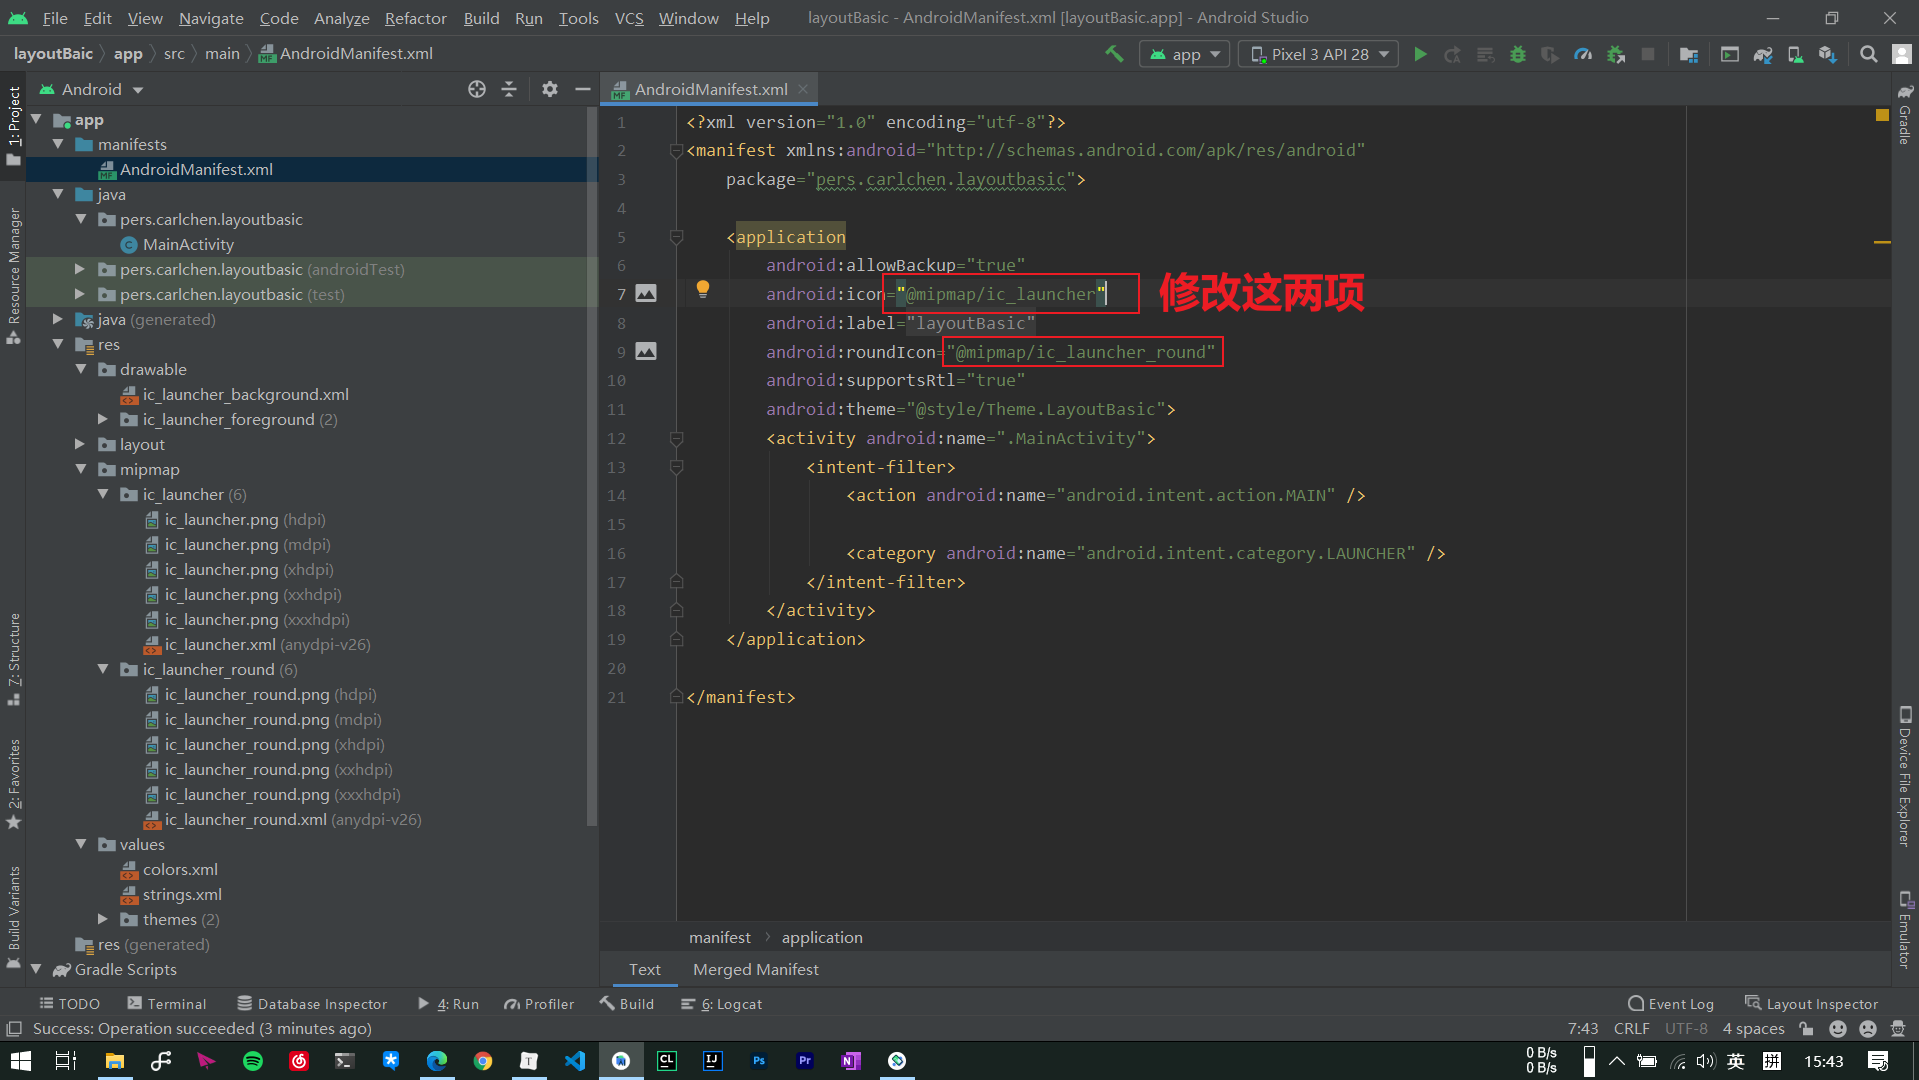 File Edit View Navigate Code Analyze Refactor Build Run Tools VCS Window Help layoutBasic - AndroidManifest.xml [layoutBasic.app] - Android Studio
layoutBaic app src main AndroidManifest.xml app Pixel 3 API 28
Android AndroidManifest.xml
1: Project
Resource Manager
7: Structure
2: Favorites
Build Variants
app
manifests
AndroidManifest.xml
java
pers.carlchen.layoutbasic
MainActivity
pers.carlchen.layoutbasic (androidTest)
pers.carlchen.layoutbasic (test)
java (generated)
res
drawable
ic_launcher_background.xml
ic_launcher_foreground (2)
layout
mipmap
ic_launcher (6)
ic_launcher.png (hdpi)
ic_launcher.png (mdpi)
ic_launcher.png (xhdpi)
ic_launcher.png (xxhdpi)
ic_launcher.png (xxxhdpi)
ic_launcher.xml (anydpi-v26)
ic_launcher_round (6)
ic_launcher_round.png (hdpi)
ic_launcher_round.png (mdpi)
ic_launcher_round.png (xhdpi)
ic_launcher_round.png (xxhdpi)
ic_launcher_round.png (xxxhdpi)
ic_launcher_round.xml (anydpi-v26)
values
colors.xml
strings.xml
themes (2)
res (generated)
Gradle Scripts
1 <?xml version="1.0" encoding="utf-8"?>
2 <manifest xmlns:android="http://schemas.android.com/apk/res/android"
3 package="pers.carlchen.layoutbasic">
4
5 <application
6 android:allowBackup="true"
7 android:icon="@mipmap/ic_launcher" 修改这两项
8 android:label="layoutBasic"
9 android:roundIcon="@mipmap/ic_launcher_round"
10 android:supportsRtl="true"
11 android:theme="@style/Theme.LayoutBasic">
12 <activity android:name=".MainActivity">
13 <intent-filter>
14 <action android:name="android.intent.action.MAIN" />
15
16 <category android:name="android.intent.category.LAUNCHER" />
17 </intent-filter>
18 </activity>
19 </application>
20
21 </manifest>
manifest application
Text Merged Manifest
Gradle
Device File Explorer
Emulator
TODO Terminal Database Inspector 4: Run Profiler Build 6: Logcat Event Log Layout Inspector
Success: Operation succeeded (3 minutes ago) 7:43 CRLF UTF-8 4 spaces
CL IJ Ps Pr N 0 B/s 英 拼 15:43
0 B/s